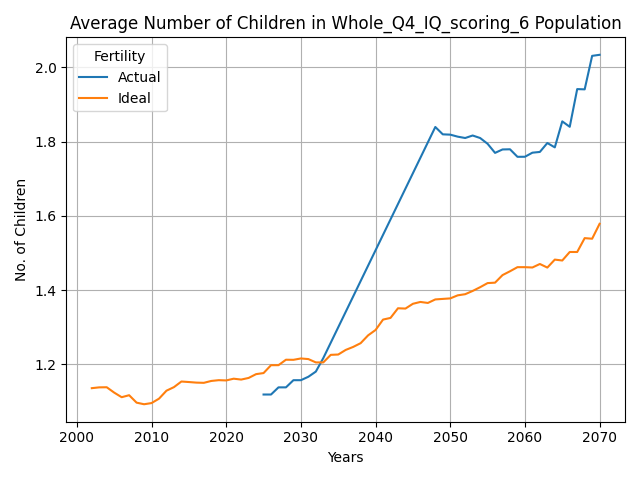 Average Number of Children in Whole_Q4_IQ_scoring_6 Population
Fertility
Actual
Ideal
No. of Children
2.0
1.8
1.6
1.4
1.2
2000 2010 2020 2030 2040 2050 2060 2070
Years